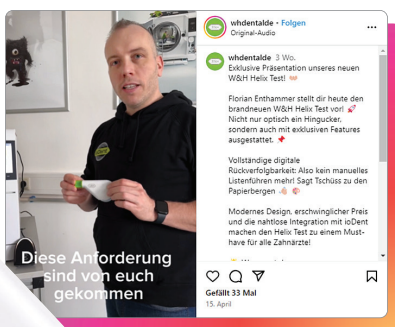 whdentalde • Folgen
Original-Audio
whdentalde 3 Wo.
Exklusive Präsentation unseres neuen
W&H Helix Test! 🤝🏻
Florian Enthammer stellt dir heute den
brandneuen W&H Helix Test vor! 🚀
Nicht nur optisch ein Hingucker,
sondern auch mit exklusiven Features
ausgestattet. 📌
Vollständige digitale
Rückverfolgbarkeit: Also kein manuelles
Listenführen mehr! Sagt Tschüss zu den
Papierbergen
Modernes Design, erschwinglicher Preis
und die nahtlose Integration mit ioDent
machen den Helix Test zu einem Must-
have für alle Zahnärzte!
Diese Anforderung
sind von euch
gekommen
Gefällt 33 Mal
15. April